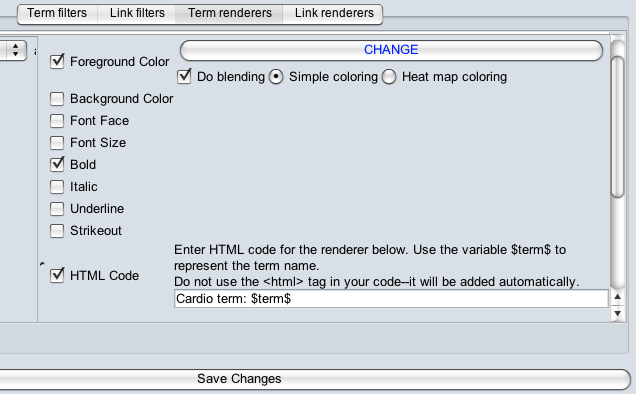 Term filters Link filters Term renderers Link renderers
Foreground Color CHANGE
Do blending Simple coloring Heat map coloring
Background Color
Font Face
Font Size
Bold
Italic
Underline
Strikeout
Enter HTML code for the renderer below. Use the variable $term$ to
represent the term name.
HTML Code
Do not use the <html> tag in your code--it will be added automatically.
Cardio term: $term$
Save Changes